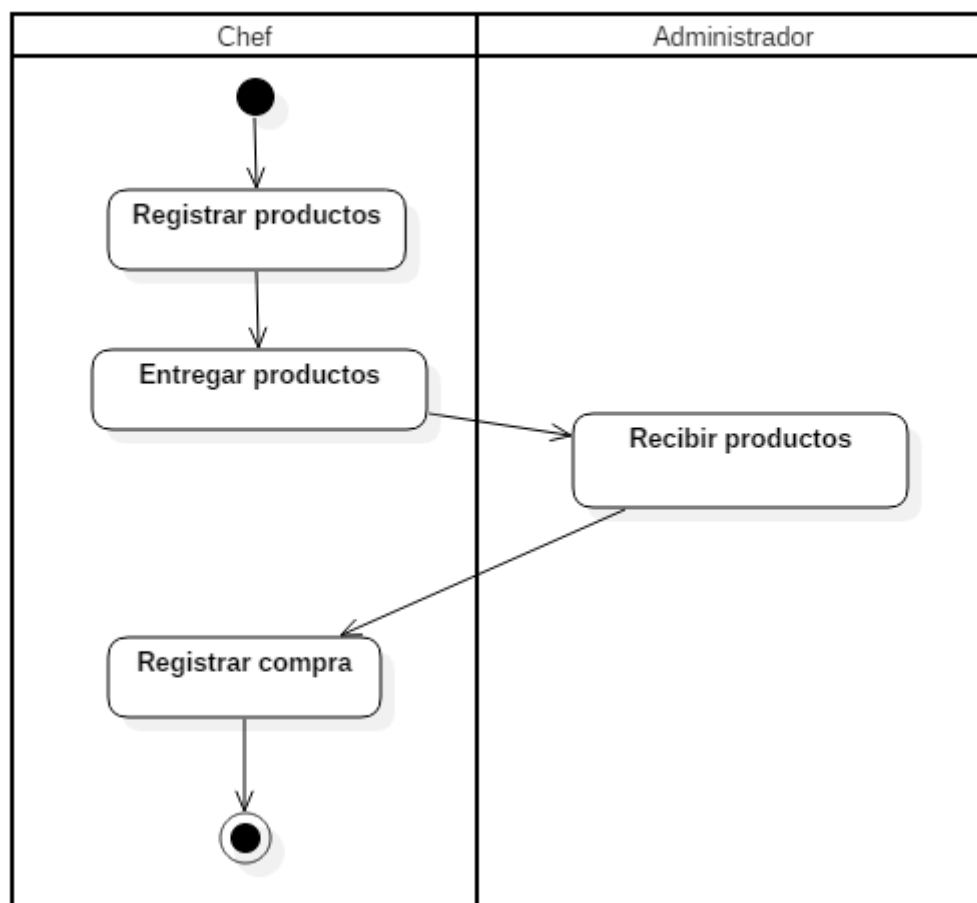 Chef
Administrador
Registrar productos
Entregar productos
Recibir productos
Registrar compra